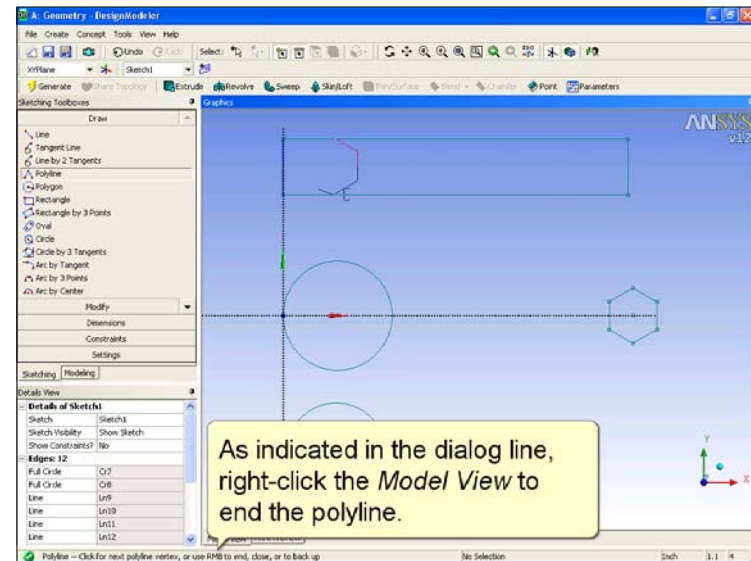 A: Geometry - DesignModeler
File Create Concept Tools View Help
Undo Redo Select:
XYPlane Sketch1
Generate Share Topology Extrude Revolve Sweep Skin/Loft Thin/Surface Blend Chamfer Point Parameters
Sketching Toolboxes
Graphics
Draw
Line
Tangent Line
Line by 2 Tangents
Polyline
Polygon
Rectangle
Rectangle by 3 Points
Oval
Circle
Circle by 3 Tangents
Arc by Tangent
Arc by 3 Points
Arc by Center
Modify
Dimensions
Constraints
Settings
Sketching Modeling
Details View
Details of Sketch1
Sketch Sketch1
Sketch Visibility Show Sketch
Show Constraints? No
Edges: 12
Full Circle Cr7
Full Circle Cr8
Line Ln9
Line Ln10
Line Ln11
Line Ln12
ANSYS
v12
C
Y
X
As indicated in the dialog line,
right-click the Model View to
end the polyline.
Polyline -- Click for next polyline vertex, or use RMB to end, close, or to back up
No Selection
Inch
1.1
4